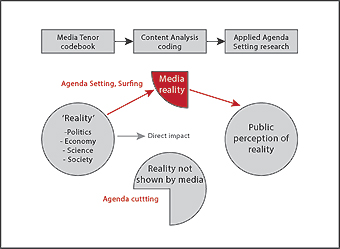 Media Tenor
codebook
Content Analysis
coding
Applied Agenda
Setting research
Agenda Setting, Surfing
Media
reality
'Reality'
-Politics
- Economy
- Science
- Society
Direct impact
Public
perception of
reality
Reality not
shown by media
Agenda cuttting